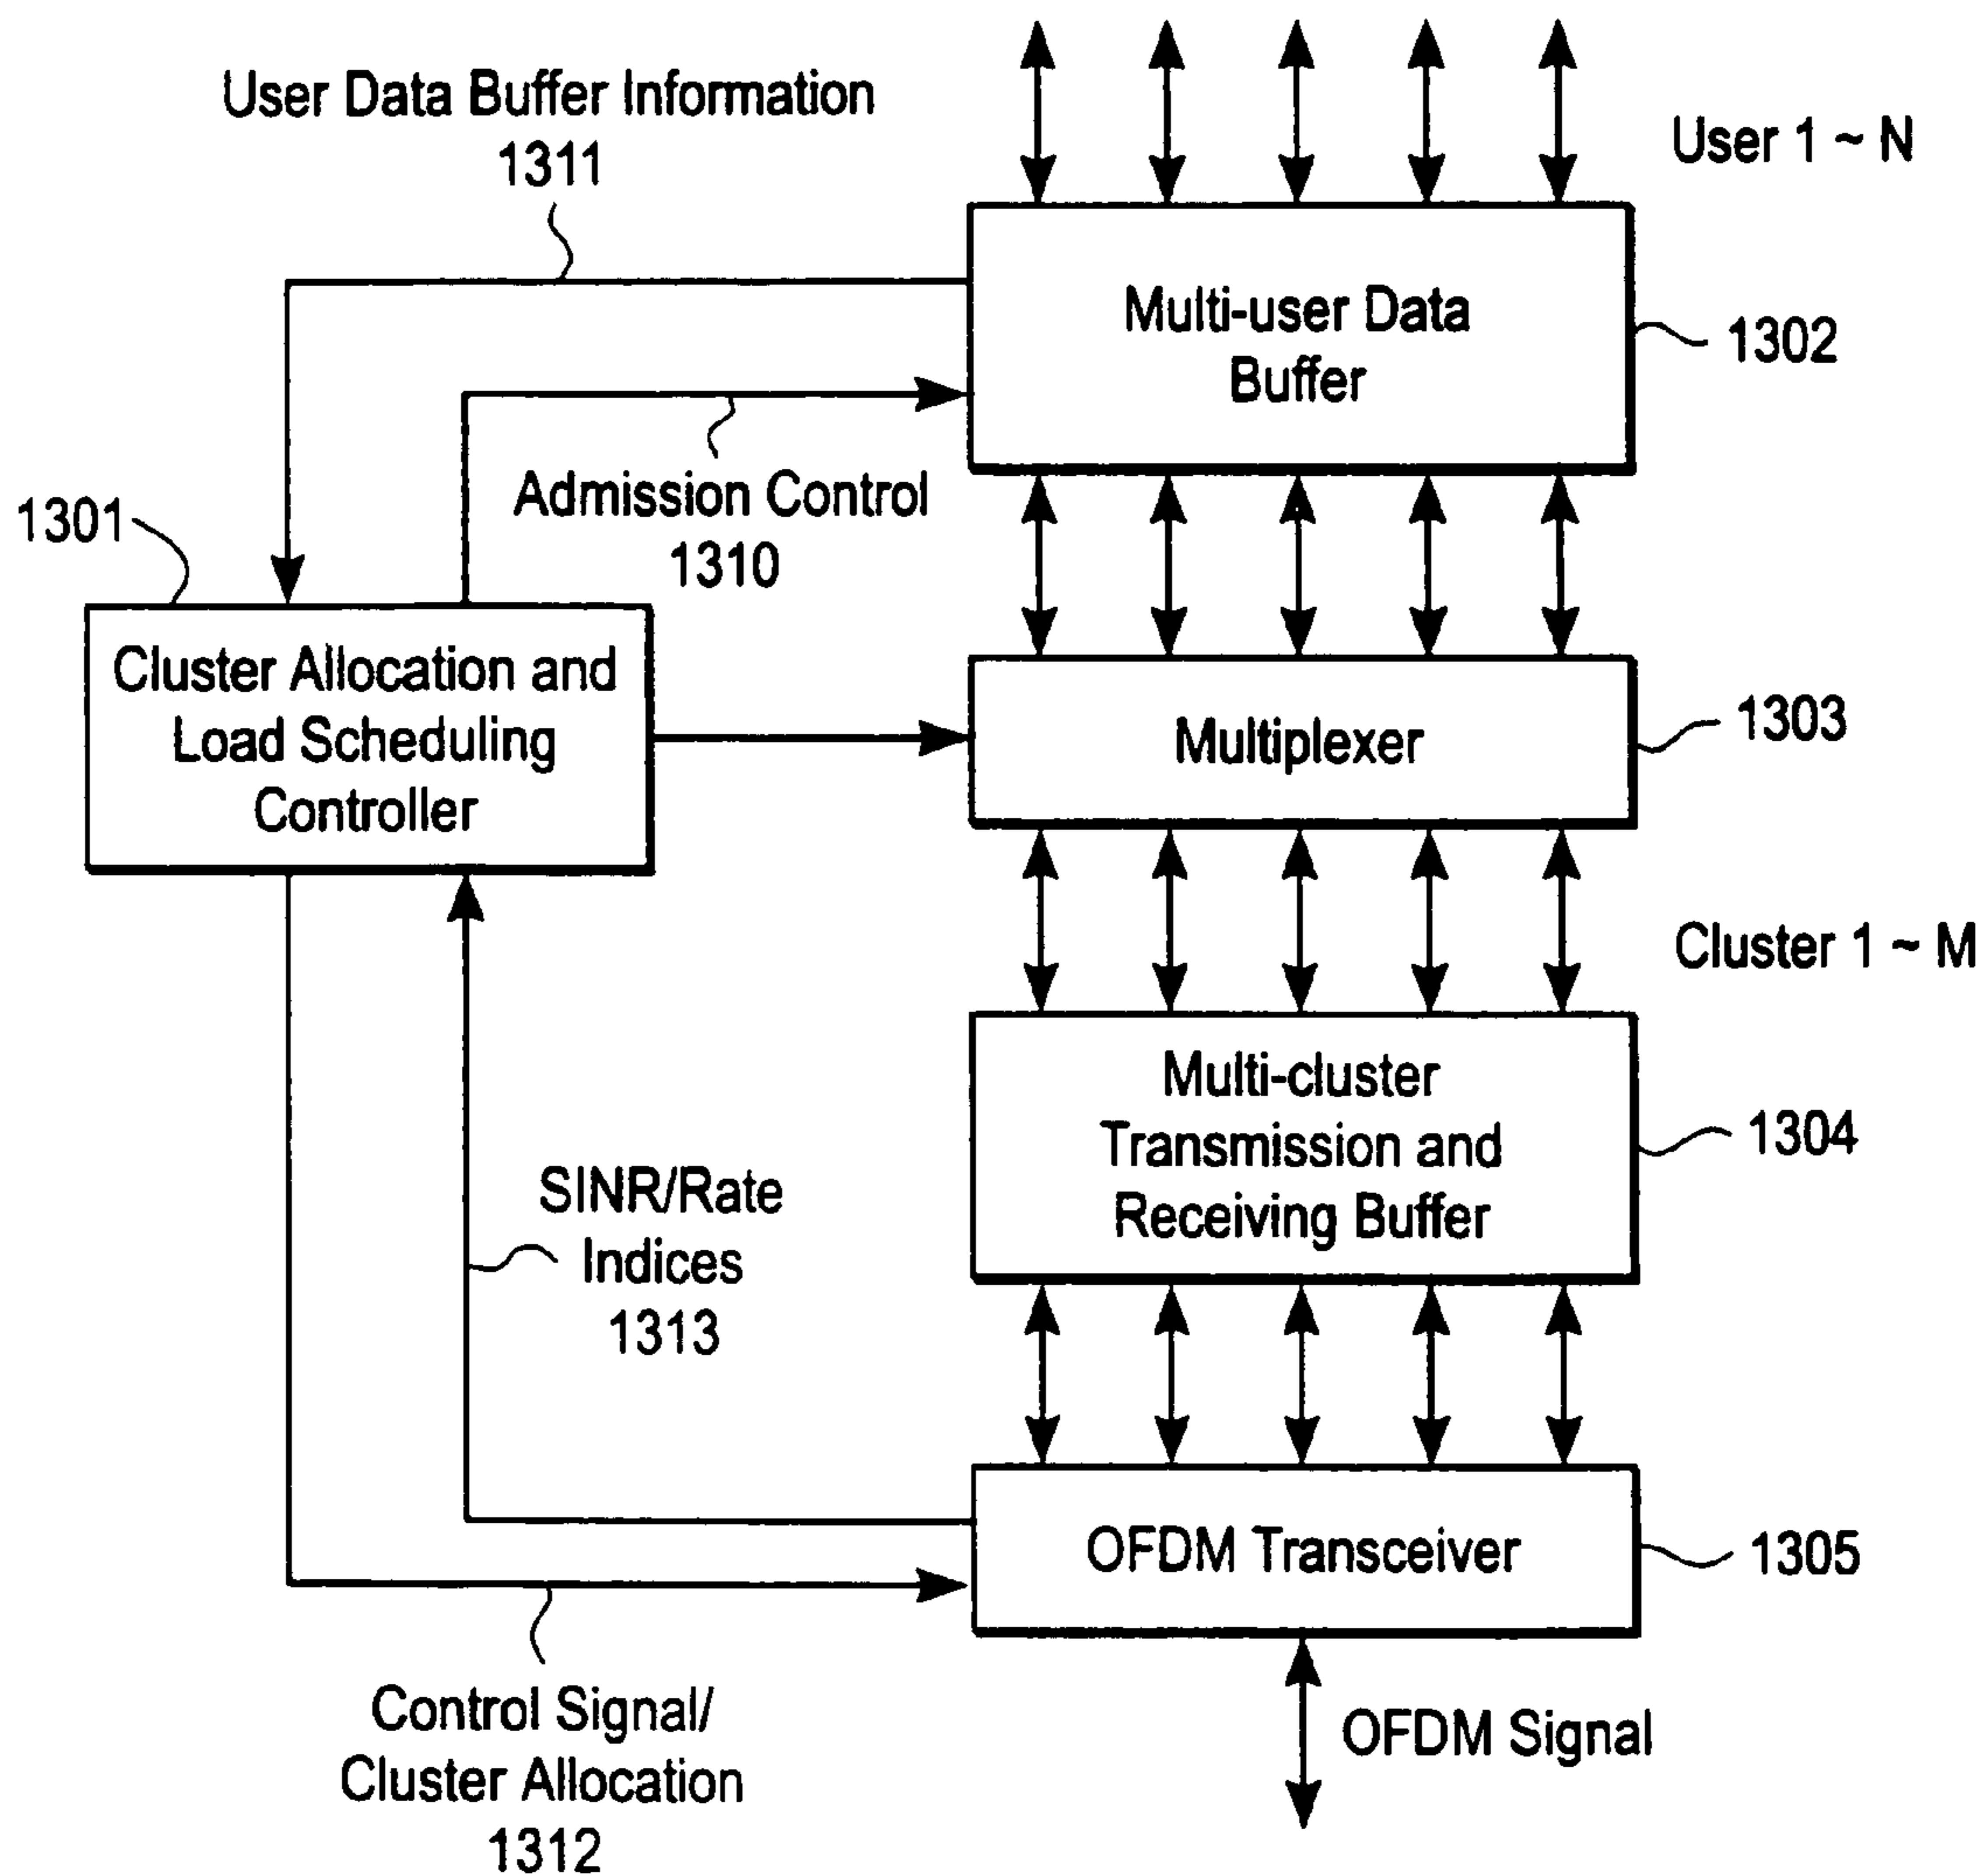 User Data Buffer Information
1311
User 1 ~ N
Multi-user Data
Buffer
1302
Admission Control
1310
1301
Cluster Allocation and
Load Scheduling
Controller
Multiplexer
1303
Cluster 1 ~ M
Multi-cluster
Transmission and
Receiving Buffer
1304
SINR/Rate
Indices
1313
OFDM Transceiver
1305
Control Signal/
Cluster Allocation
1312
OFDM Signal